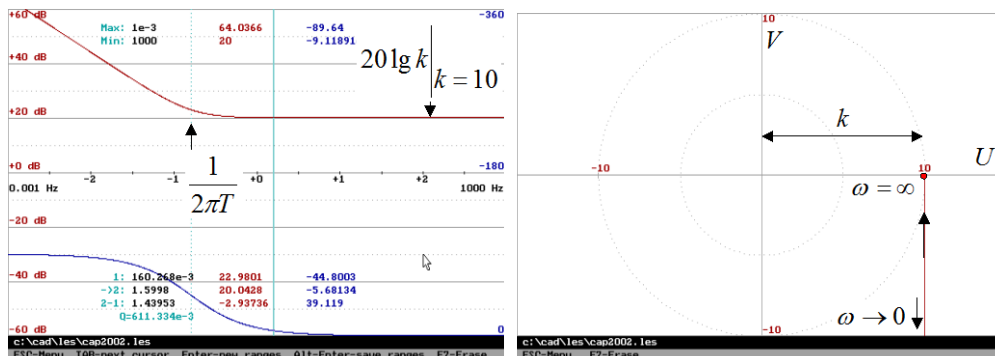 +60 dB
Max: 1e-3 64.0366 -89.64
-360
Min: 1000 20 -9.11891
+40 dB
20 lg k| k = 10
+20 dB
+0 dB
-180
0.001 Hz -2 -1 +0 +1 +2 1000 Hz
1
2πT
-20 dB
-40 dB
1: 160.268e-3 22.9801 -44.8003
->2: 1.5998 20.0428 -5.68134
2-1: 1.43953 -2.93736 39.119
Q=611.334e-3
-60 dB
0
c:\cad\les\cap2002.les
ESC-Menu TAB-next cursor Enter-new ranges Alt-Enter-save ranges F2-Erase
10
V
k
-10
10
U
ω = ∞
ω → 0
-10
c:\cad\les\cap2002.les
ESC-Menu F2-Erase